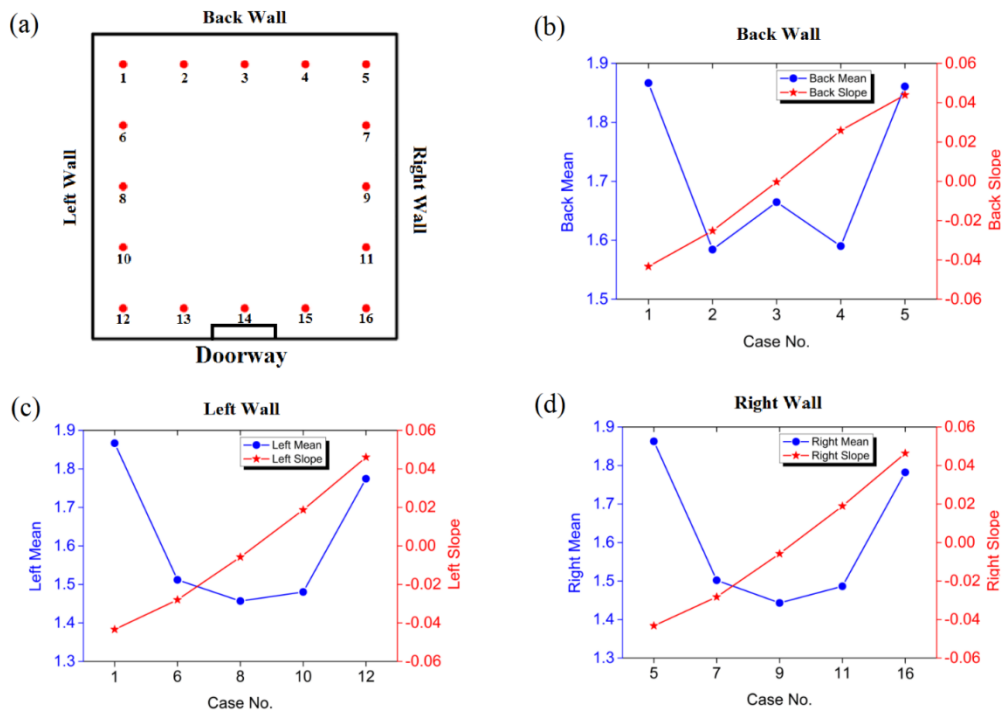 (a)
Back Wall
1 2 3 4 5
6 7
Left Wall
Right Wall
8 9
10 11
12 13 14 15 16
Doorway
(b)
Back Wall
Back Mean
Back Slope
1.9
1.8
1.7
1.6
1.5
Back Mean
0.06
0.04
0.02
0.00
-0.02
-0.04
-0.06
Back Slope
1 2 3 4 5
Case No.
(c)
Left Wall
Left Mean
Left Slope
1.9
1.8
1.7
1.6
1.5
1.4
1.3
Left Mean
0.06
0.04
0.02
0.00
-0.02
-0.04
-0.06
Left Slope
1 6 8 10 12
Case No.
(d)
Right Wall
Right Mean
Right Slope
1.9
1.8
1.7
1.6
1.5
1.4
1.3
Right Mean
0.06
0.04
0.02
0.00
-0.02
-0.04
-0.06
Right Slope
5 7 9 11 16
Case No.